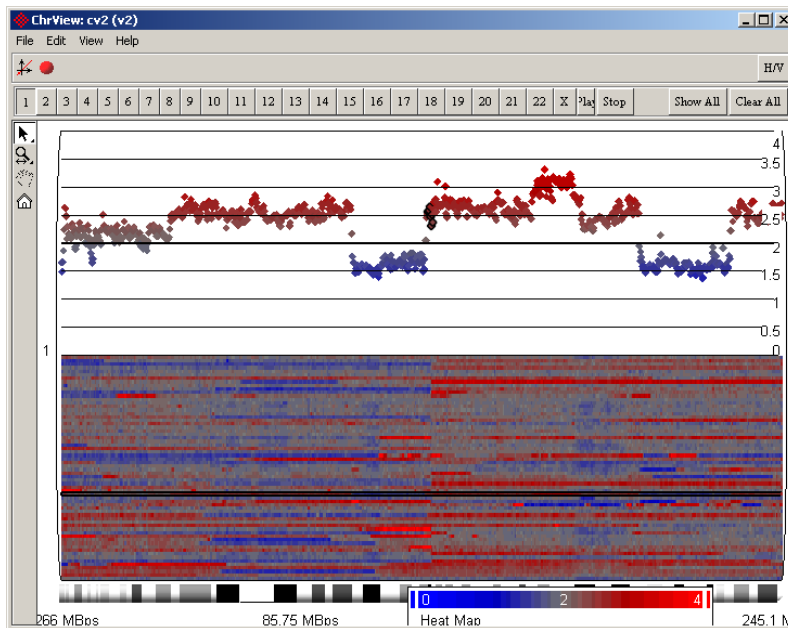 ChrView: cv2 (v2)
File Edit View Help
H/V
1 2 3 4 5 6 7 8 9 10 11 12 13 14 15 16 17 18 19 20 21 22 X Play Stop Show All Clear All
4
3.5
3
2.5
2
1.5
1
0.5
1 0
0 2 4
266 MBps 85.75 MBps Heat Map 245.1 M